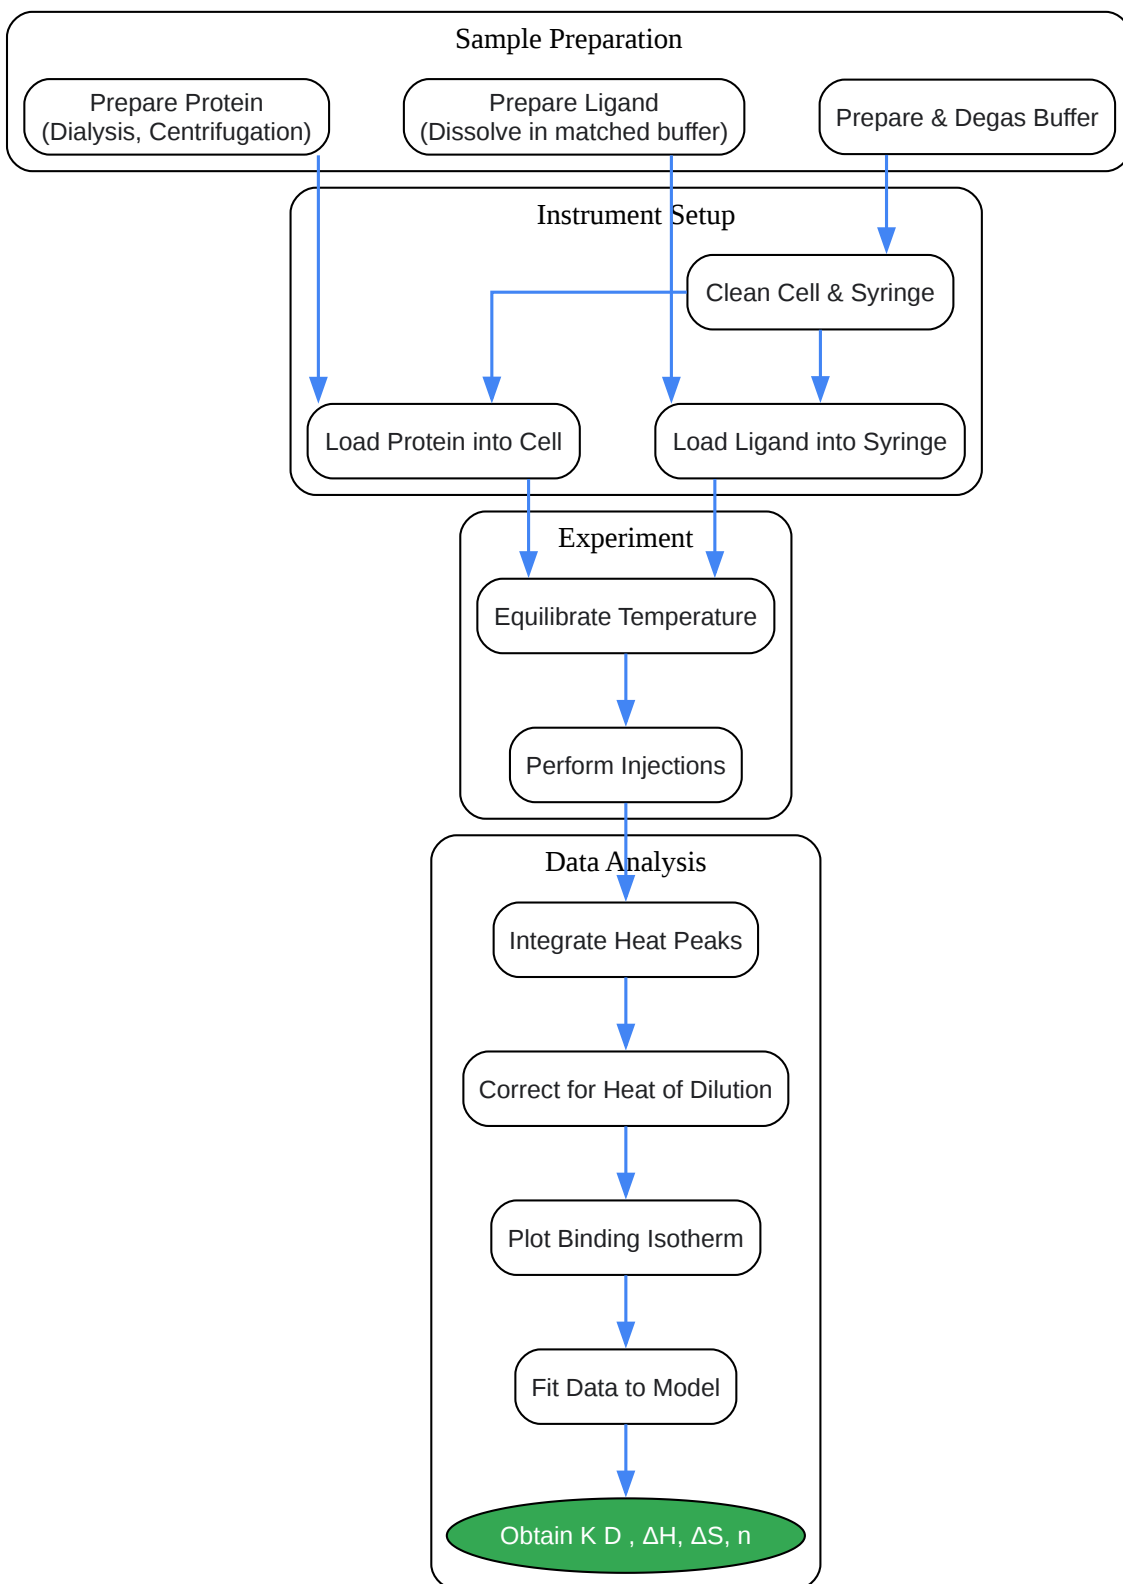 Sample Preparation
Prepare Protein
(Dialysis, Centrifugation)
Prepare Ligand
(Dissolve in matched buffer)
Prepare & Degas Buffer
Instrument Setup
Clean Cell & Syringe
Load Protein into Cell
Load Ligand into Syringe
Experiment
Equilibrate Temperature
Perform Injections
Data Analysis
Integrate Heat Peaks
Correct for Heat of Dilution
Plot Binding Isotherm
Fit Data to Model
Obtain K D , ΔH, ΔS, n